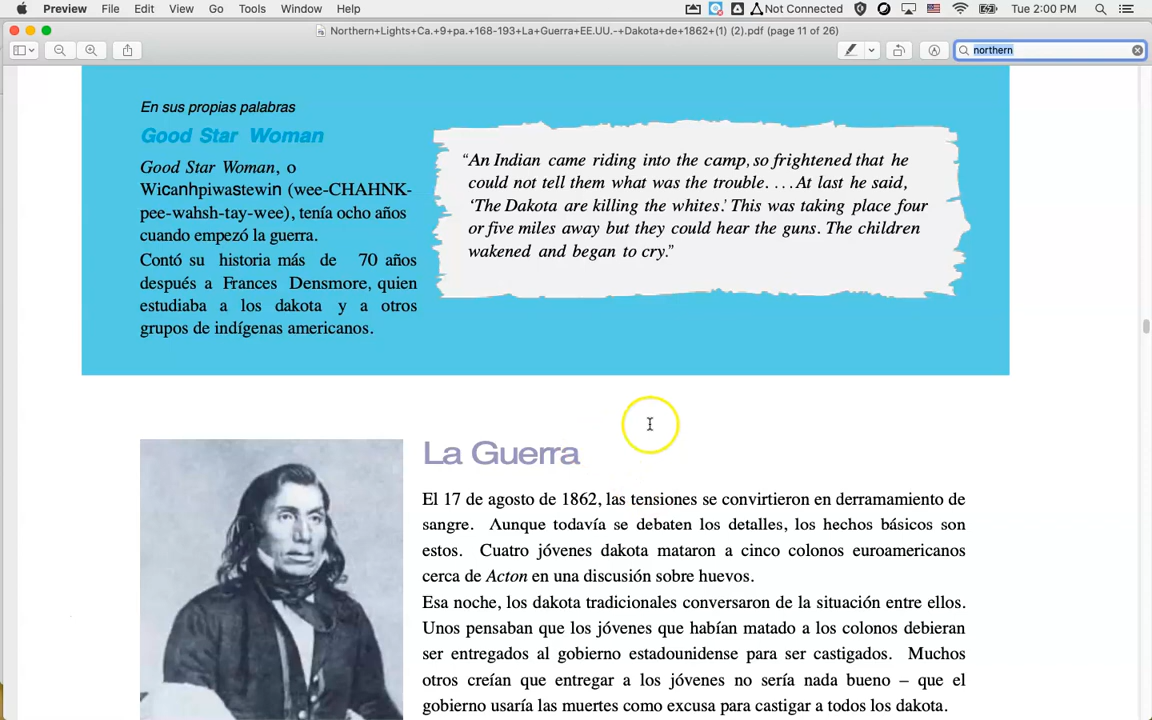 Preview File Edit View Go Tools Window Help Not Connected Tue 2:00 PM
Northern+Lights+Ca.+9+pa.+168-193+La+Guerra+EE.UU.-+Dakota+de+1862+(1) (2).pdf (page 11 of 26)
northern
En sus propias palabras
Good Star Woman
Good Star Woman, o
Wicaŋhpiwaṡtewiŋ (wee-CHAHNK-
pee-wahsh-tay-wee), tenía ocho años
cuando empezó la guerra.
Contó su historia más de 70 años
después a Frances Densmore, quien
estudiaba a los dakota y a otros
grupos de indígenas americanos.
“An Indian came riding into the camp, so frightened that he
could not tell them what was the trouble. . . . At last he said,
‘The Dakota are killing the whites.’ This was taking place four
or five miles away but they could hear the guns. The children
wakened and began to cry.”
La Guerra
El 17 de agosto de 1862, las tensiones se convirtieron en derramamiento de
sangre. Aunque todavía se debaten los detalles, los hechos básicos son
estos. Cuatro jóvenes dakota mataron a cinco colonos euroamericanos
cerca de Acton en una discusión sobre huevos.
Esa noche, los dakota tradicionales conversaron de la situación entre ellos.
Unos pensaban que los jóvenes que habían matado a los colonos debieran
ser entregados al gobierno estadounidense para ser castigados. Muchos
otros creían que entregar a los jóvenes no sería nada bueno – que el
gobierno usaría las muertes como excusa para castigar a todos los dakota.